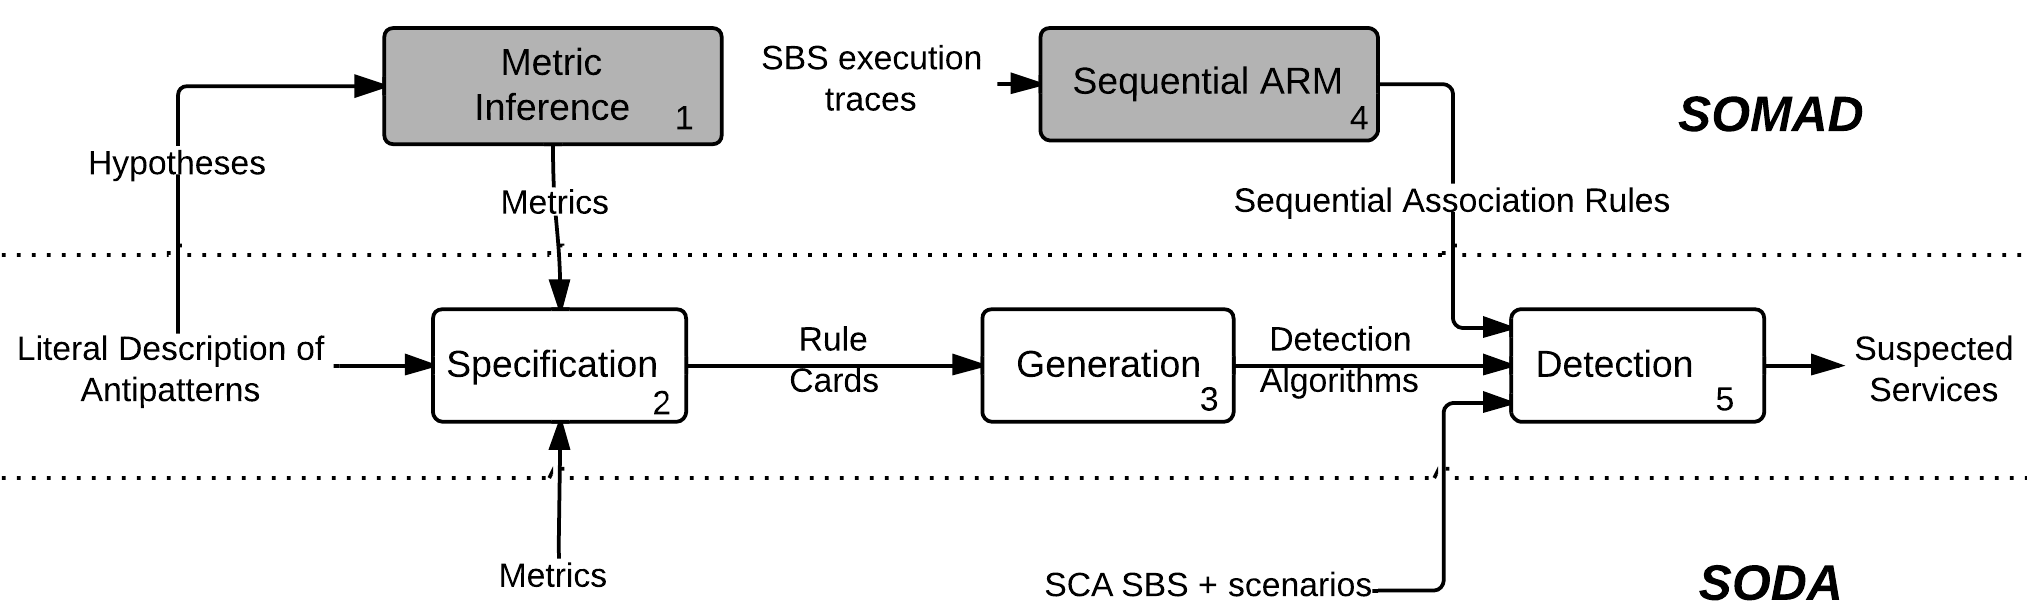 Metric
Inference
1
SBS execution
traces
Sequential ARM
4
SOMAD
Hypotheses
Metrics
Sequential Association Rules
Literal Description of
Antipatterns
Specification
2
Rule
Cards
Generation
3
Detection
Algorithms
Detection
5
Suspected
Services
Metrics
SCA SBS + scenarios
SODA